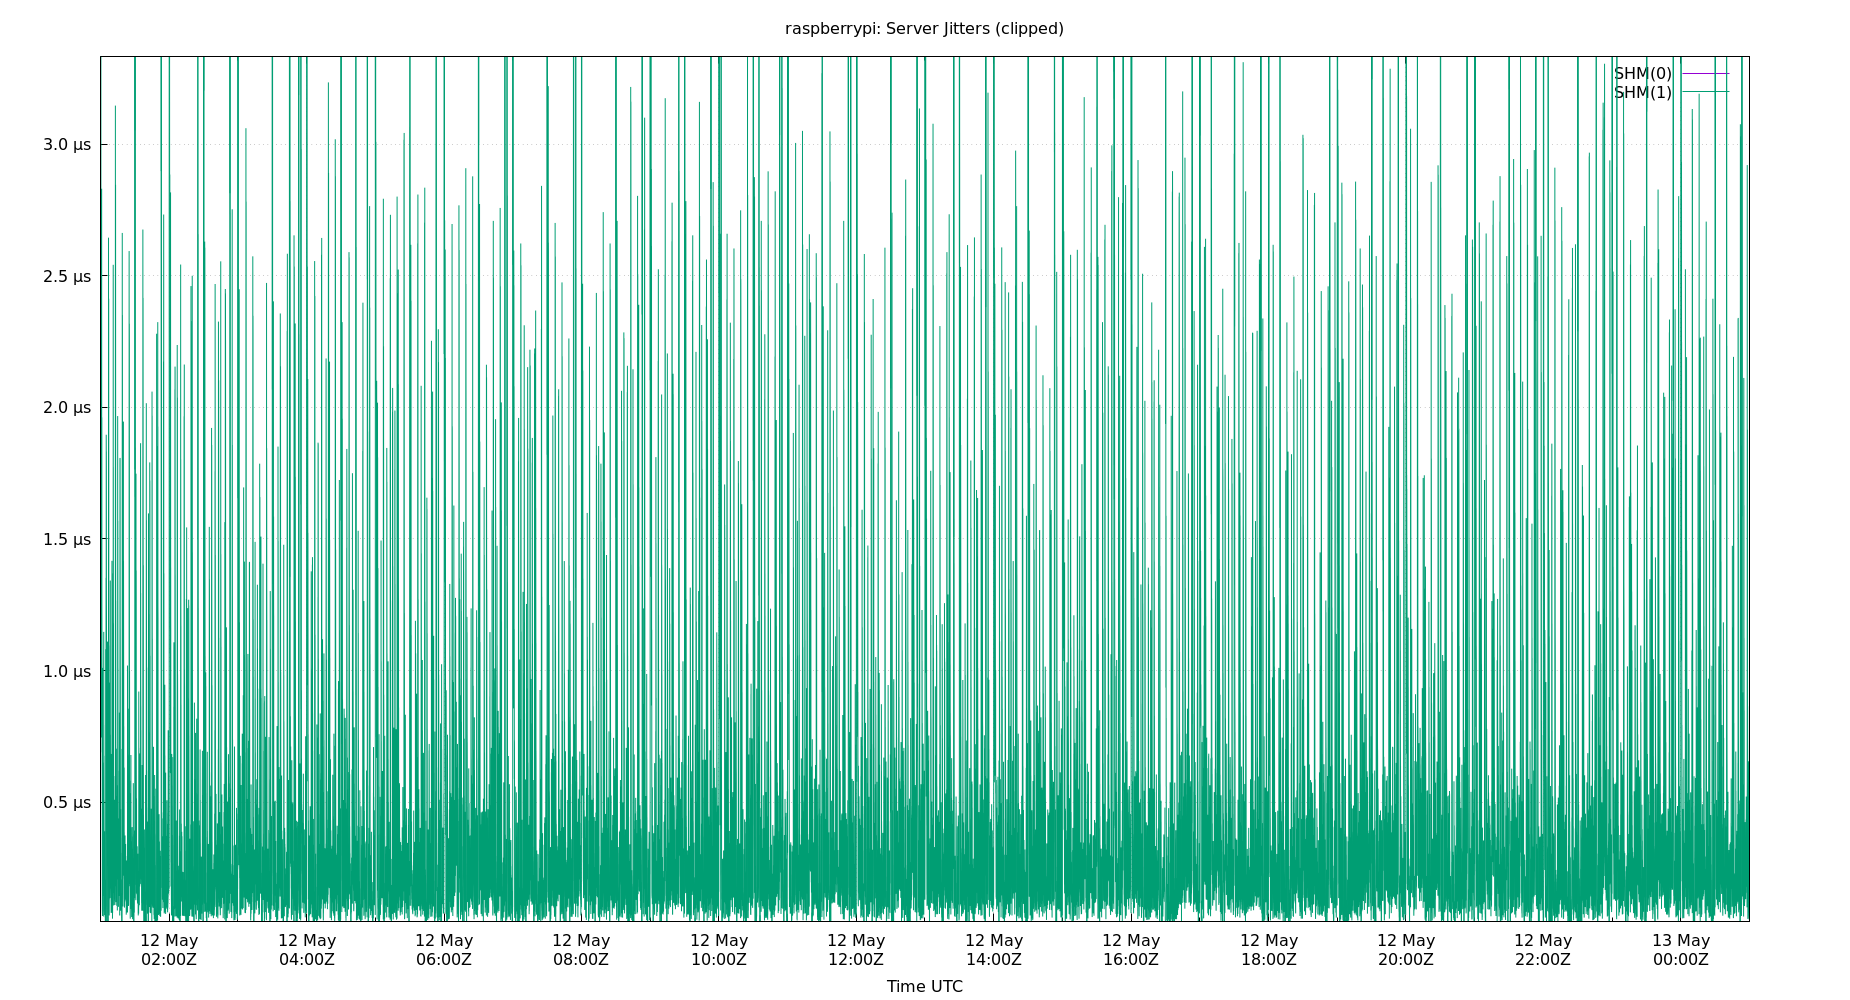 raspberrypi: Server Jitters (clipped)
SHM(0)
SHM(1)
3.0 µs
2.5 µs
2.0 µs
1.5 µs
1.0 µs
0.5 µs
12 May 12 May 12 May 12 May 12 May 12 May 12 May 12 May 12 May 12 May 12 May 13 May
02:00Z 04:00Z 06:00Z 08:00Z 10:00Z 12:00Z 14:00Z 16:00Z 18:00Z 20:00Z 22:00Z 00:00Z
Time UTC